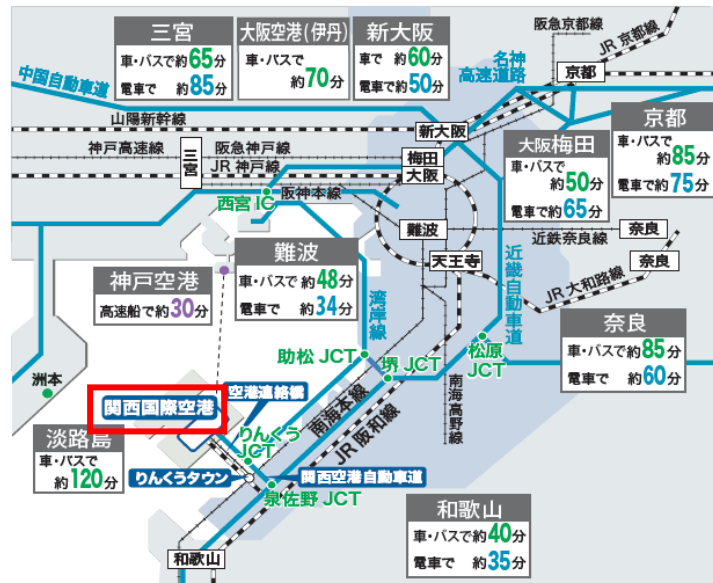 三宮
車・バスで約65分
電車で 約85分
大阪空港(伊丹)
車・バスで
約70分
新大阪
車で 約60分
電車で約50分
阪急京都線
JR 京都線
名神
高速道路
京都
中国自動車道
山陽新幹線
新大阪
京都
車・バスで
約85分
電車で約75分
大阪梅田
車・バスで
約50分
電車で約65分
神戸高速線
三宮
阪急神戸線
JR 神戸線
梅田
大阪
西宮 IC
阪神本線
難波
近鉄奈良線
奈良
天王寺
奈良
JR 大和路線
近畿自動車道
難波
車・バスで 約48分
電車で 約34分
神戸空港
高速船で約30分
湾岸線
奈良
車・バスで約85分
電車で 約60分
助松 JCT
堺 JCT
松原
JCT
洲本
関西国際空港
空港連絡橋
南海本線
JR 阪和線
南海高野線
淡路島
車・バスで
約120分
りんくう
JCT
りんくうタウン
関西空港自動車道
泉佐野 JCT
和歌山
車・バスで約40分
電車で 約35分
和歌山